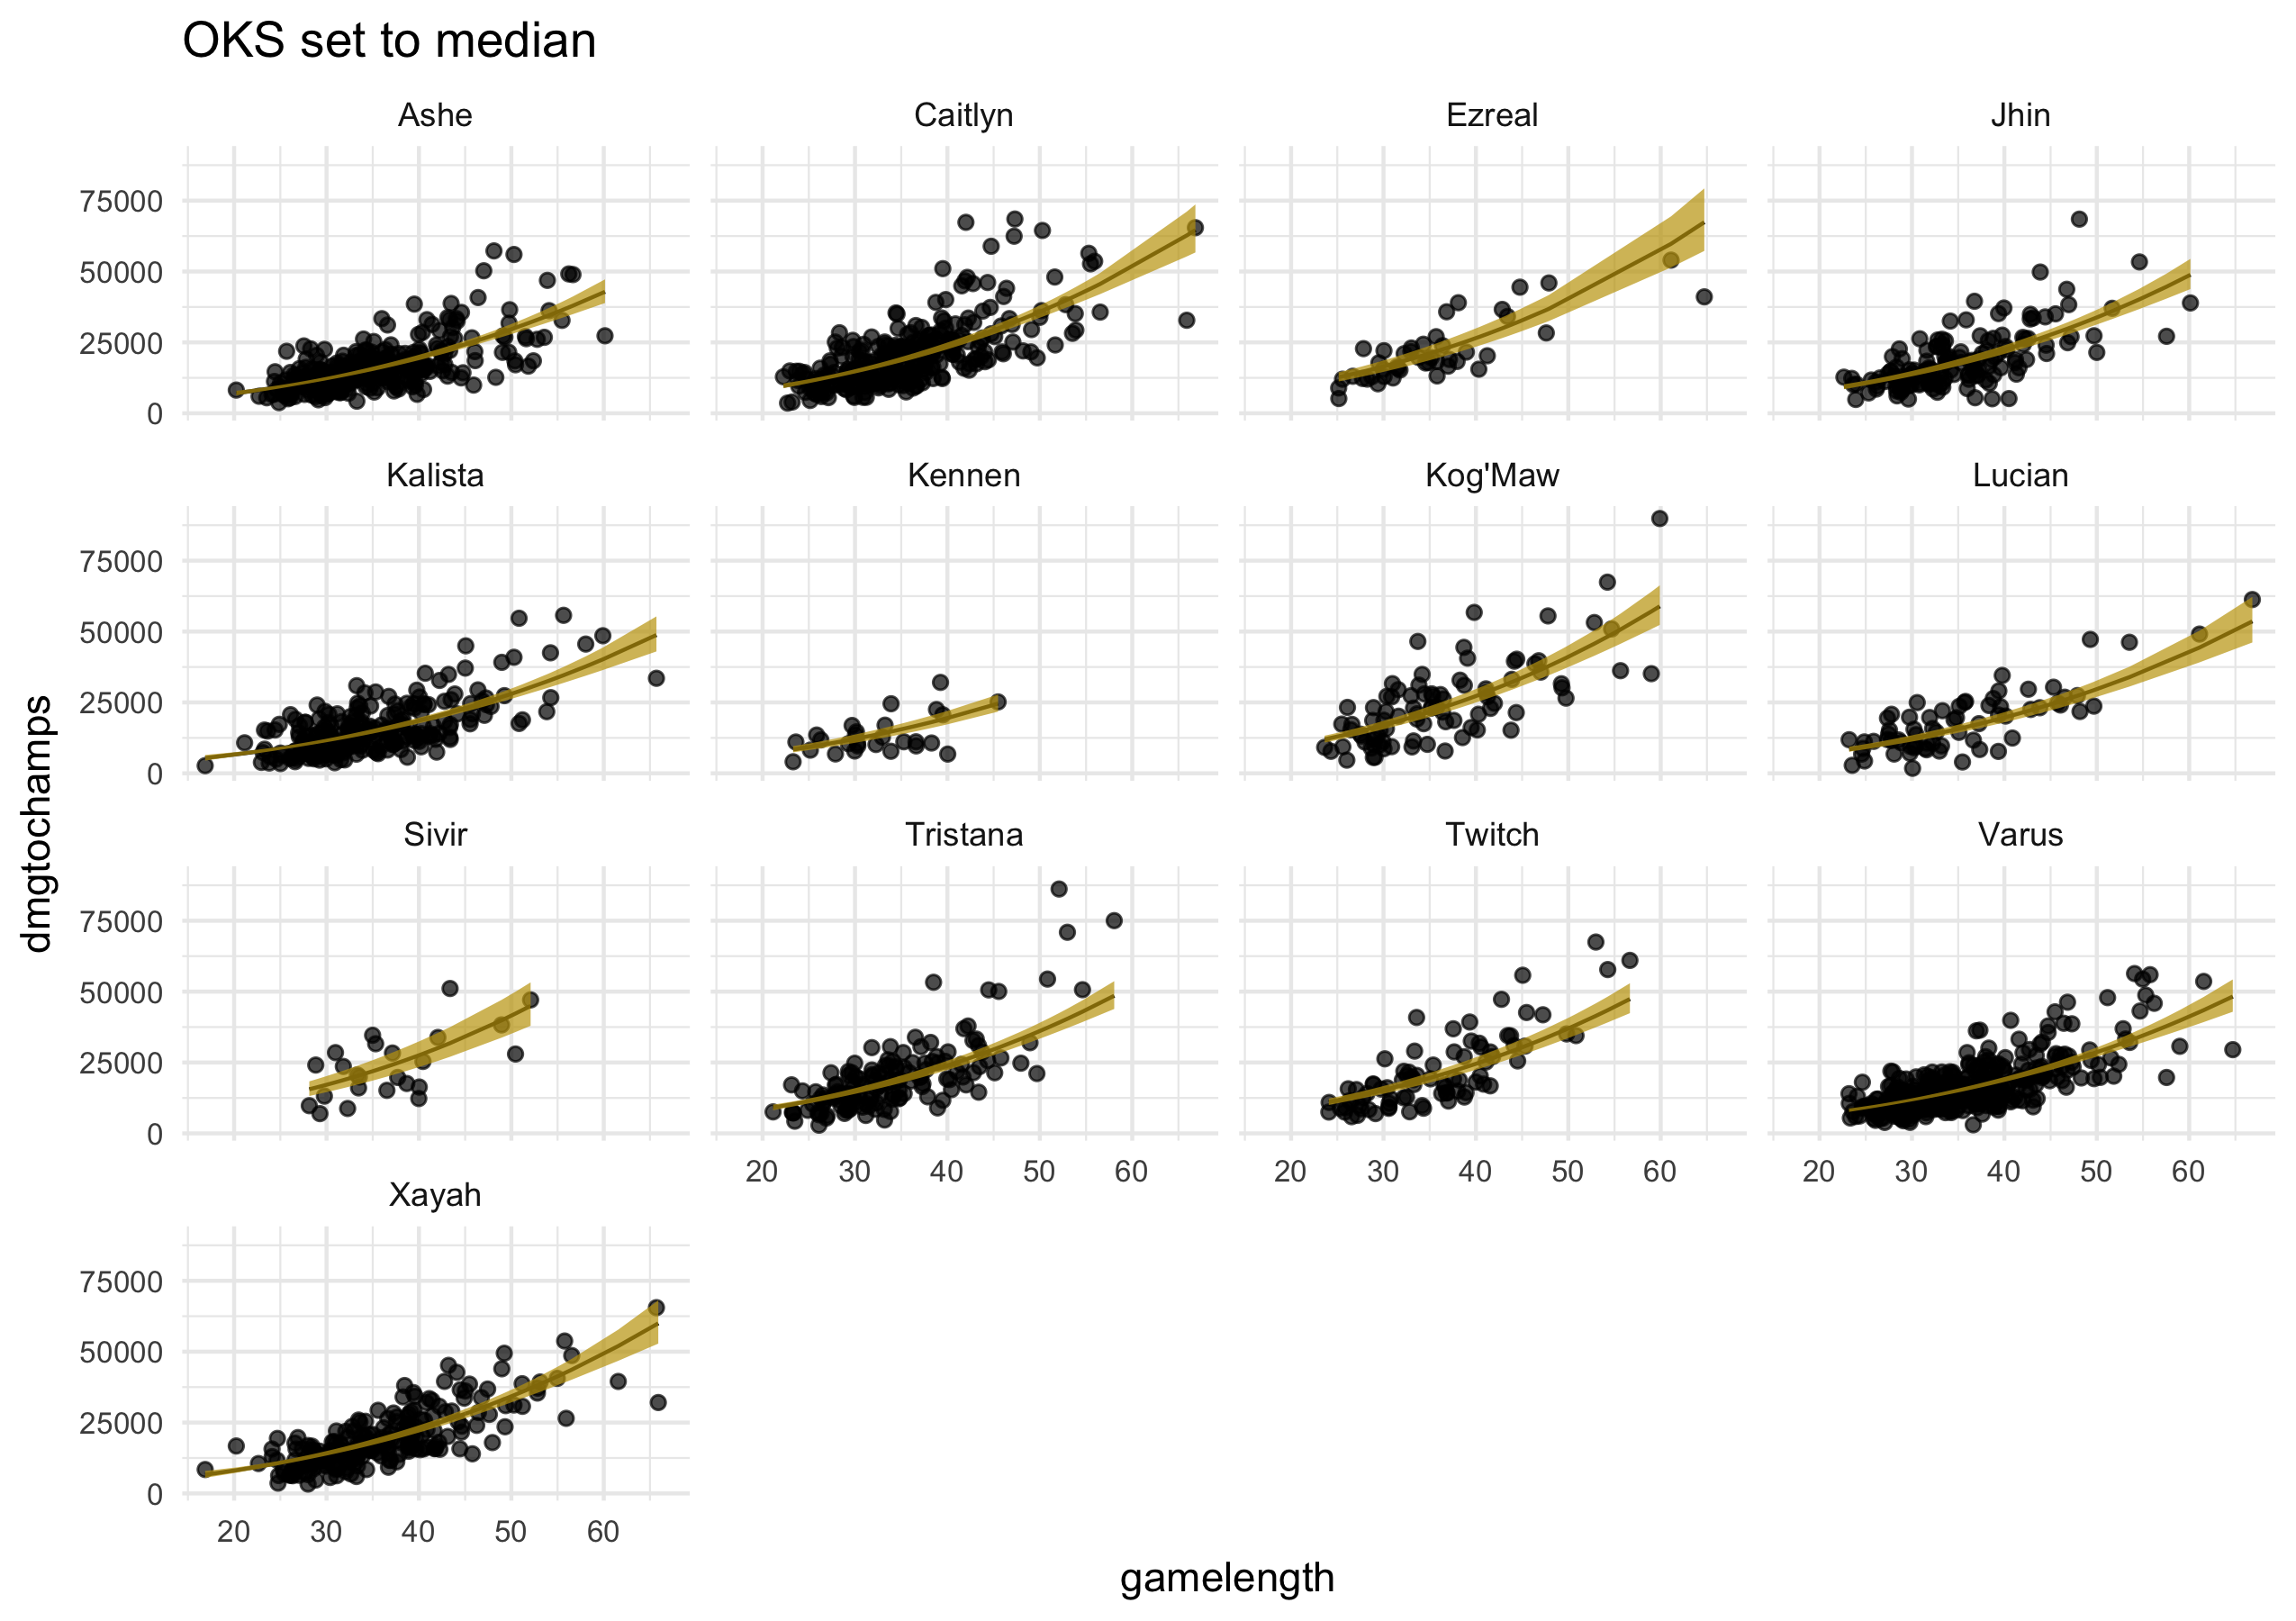 OKS set to median
Ashe Caitlyn Ezreal Jhin
75000
50000
25000
0
Kalista Kennen Kog'Maw Lucian
75000
50000
25000
0
Sivir Tristana Twitch Varus
75000
50000
25000
0
20 30 40 50 60 20 30 40 50 60 20 30 40 50 60
Xayah
75000
50000
25000
0
20 30 40 50 60
gamelength
dmgtochamps